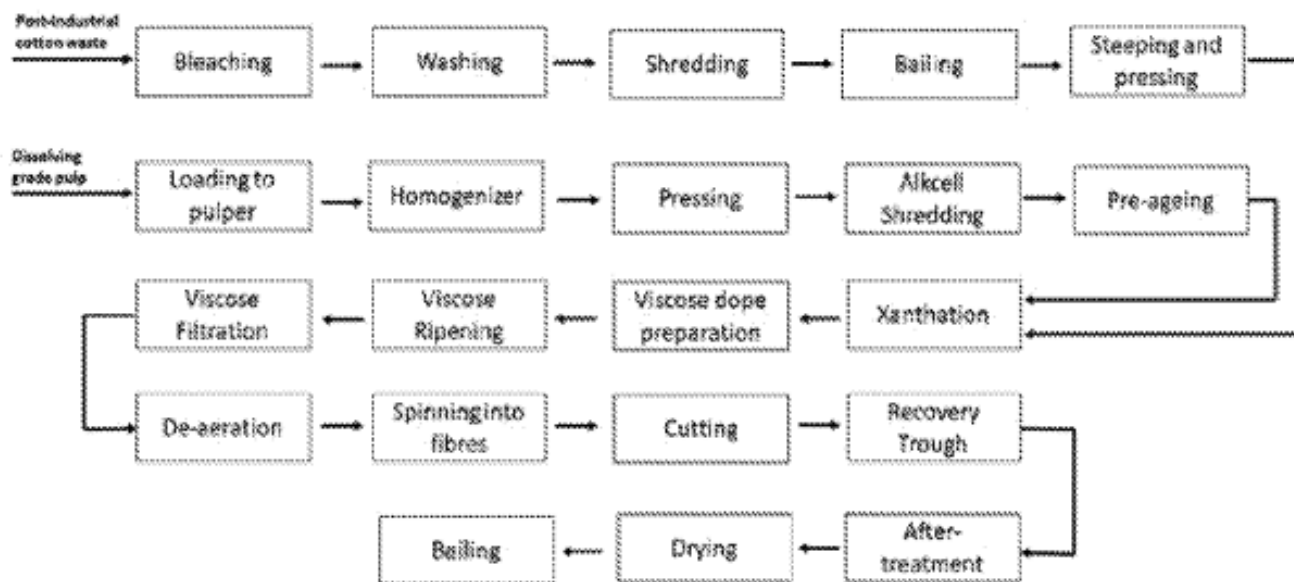 Post-industrial
cotton waste
Bleaching
Washing
Shredding
Bailing
Steeping and
pressing
Dissolving
grade pulp
Loading to
pulper
Homogenizer
Pressing
Alkcell
Shredding
Pre-ageing
Viscose
Filtration
Viscose
Ripening
Viscose dope
preparation
Xanthation
De-aeration
Spinning into
fibres
Cutting
Recovery
Trough
Bailing
Drying
After-
treatment